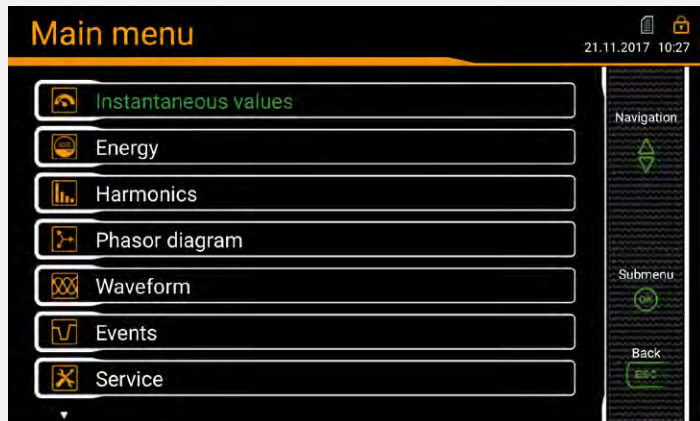 Main menu
21.11.2017 10:27
Instantaneous values
Energy
Harmonics
Phasor diagram
Waveform
Events
Service
Navigation
Submenu
OK
Back
ESC